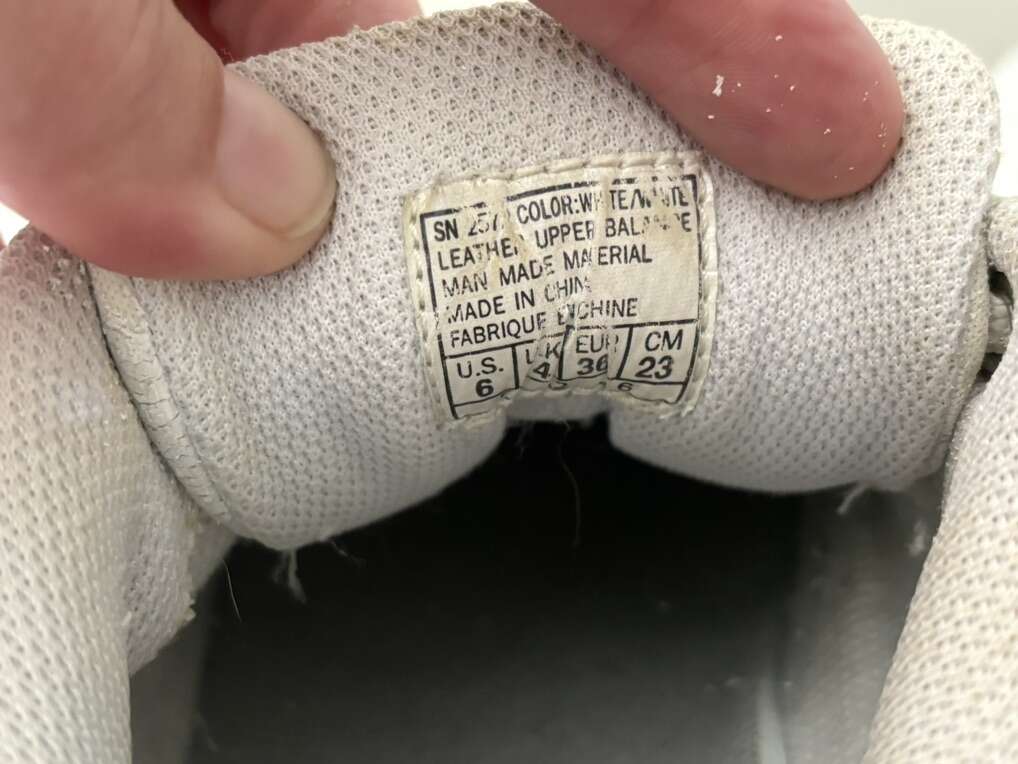 SN COLOR:WHITE/WHITE
LEATHER UPPER BALANCE
MAN MADE MATERIAL
MADE IN CHINA
FABRIQUE EN CHINE
U.S. U.K. EUR CM
6 4 36 23